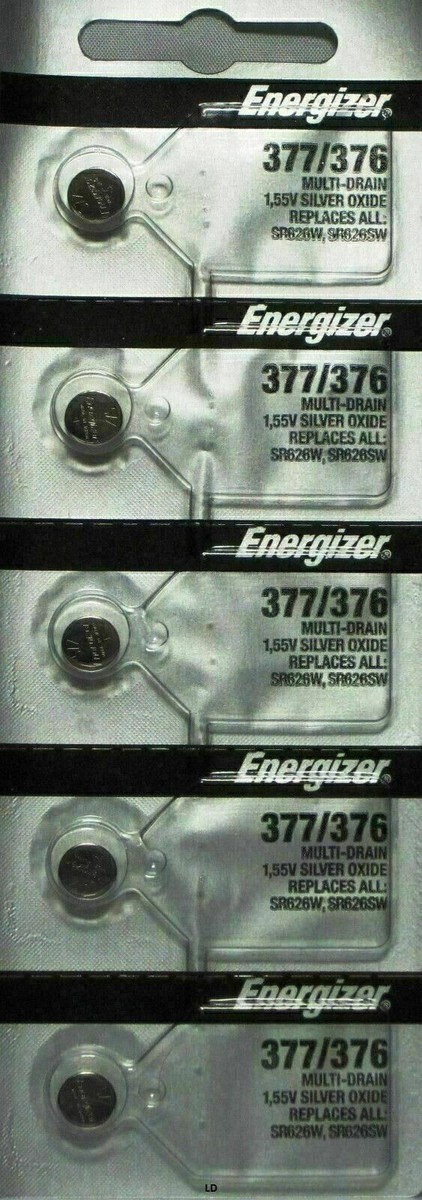 Energizer®
377/376
MULTI-DRAIN
1,55V SILVER OXIDE
REPLACES ALL:
SR626W, SR626SW
Energizer®
377/376
MULTI-DRAIN
1,55V SILVER OXIDE
REPLACES ALL:
SR626W, SR626SW
Energizer®
377/376
MULTI-DRAIN
1,55V SILVER OXIDE
REPLACES ALL:
SR626W, SR626SW
Energizer®
377/376
MULTI-DRAIN
1,55V SILVER OXIDE
REPLACES ALL:
SR626W, SR626SW
Energizer®
377/376
MULTI-DRAIN
1,55V SILVER OXIDE
REPLACES ALL:
SR626W, SR626SW
LD